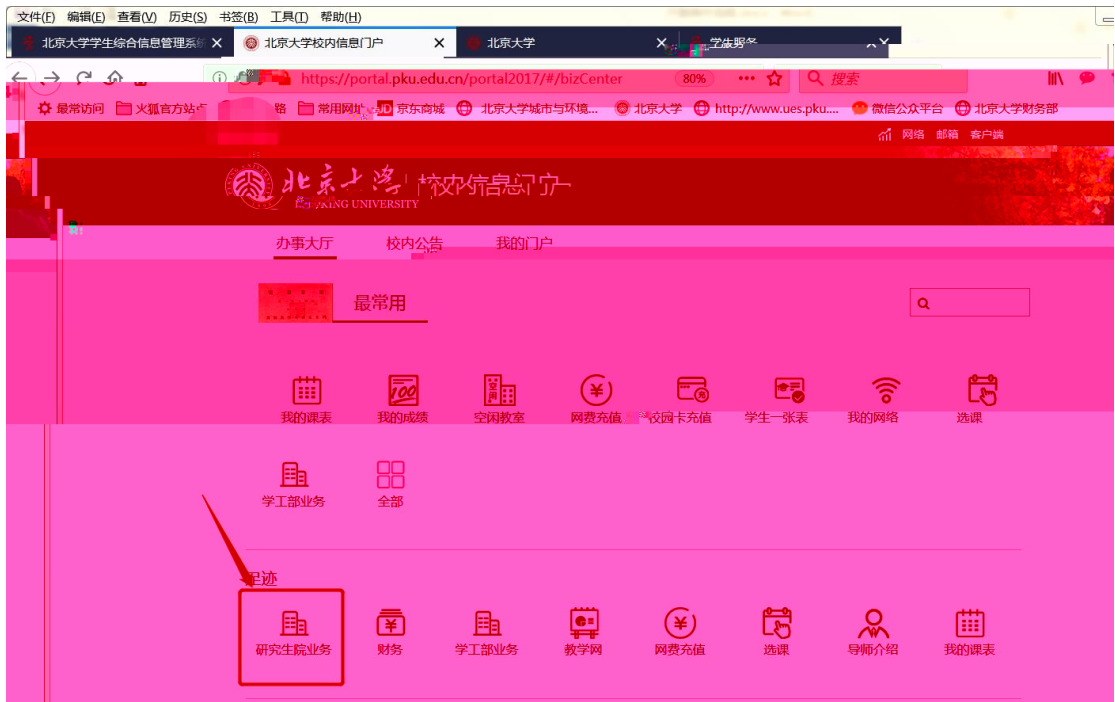 文件(F) 编辑(E) 查看(V) 历史(S) 书签(B) 工具(T) 帮助(H)
北京大学学生综合信息管理系统 北京大学校内信息门户 北京大学
https://portal.pku.edu.cn/portal2017/#/bizCenter 80% 搜索
最常访问 火狐官方站点 常用网址 JD 京东商城 北京大学城市与环境... 北京大学 http://www.ues.pku.... 微信公众平台 北京大学财务部
网络 邮箱 客户端
北京大学 校内信息门户
UNIVERSITY
办事大厅 校内公告 我的门户
最常用
我的课表 我的成绩 空闲教室 网费充值 校园卡充值 学生一张表 我的网络 选课
学工部业务 全部
足迹
研究生院业务 财务 学工部业务 教学网 网费充值 选课 导师介绍 我的课表